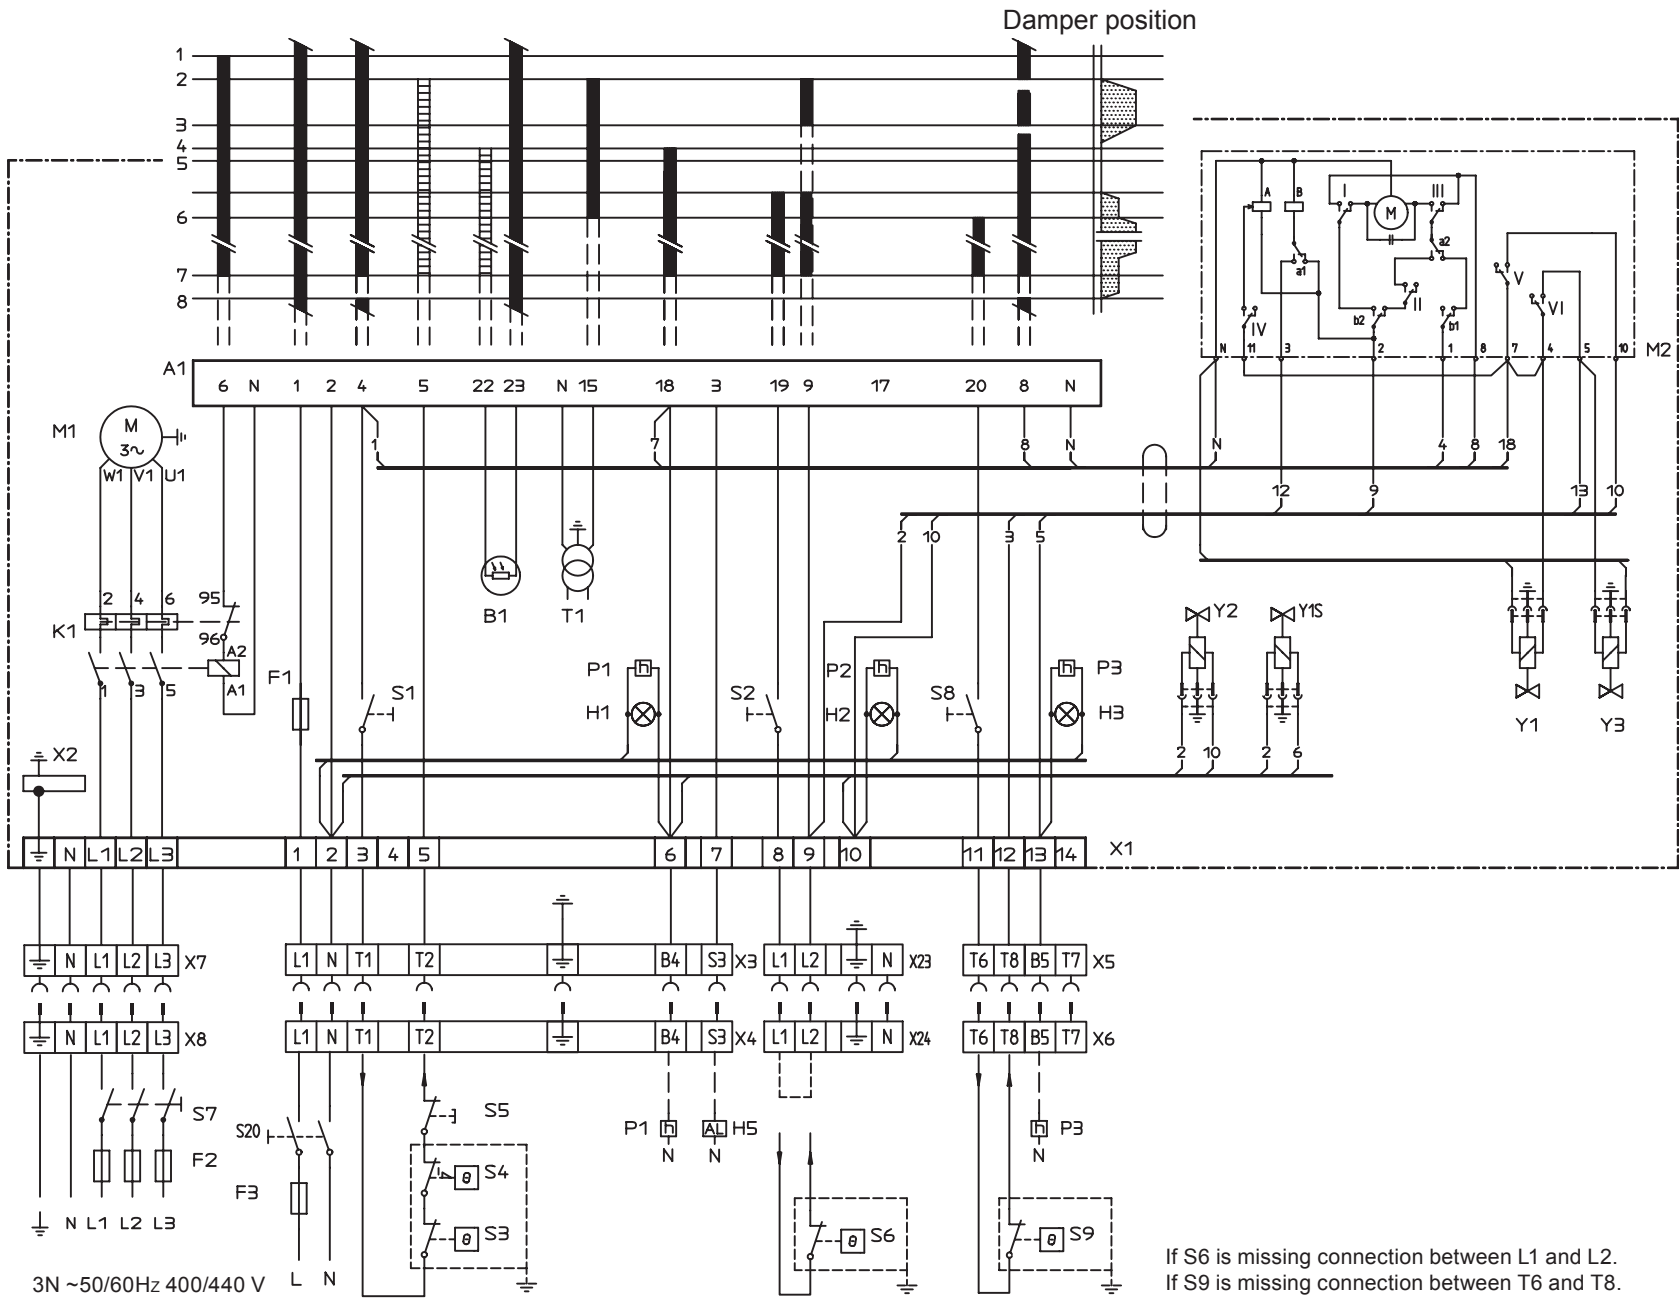 Damper position
1
2
3
4
5
6
7
8
A1
6 N 1 2 4 5 22 23 N 15 18 3 19 9 17 20 8 N
A B I M III
a2
a1
V
II
VI
IV b2 b1
N 11 3 2 1 8 7 4 5 10
M2
M1 M 3~
W1 V1 U1
1 7 8 N N 4 8 18
12 9 13 10
2 10 3 5
B1 T1
2 4 6 95
K1
96
A2
A1
1 3 5
Y2 Y1S
F1 S1 P1 S2 P2 S8 P3
H1 H2 H3
Y1 Y3
2 10 2 6
X2
N L1 L2 L3 1 2 3 4 5 6 7 8 9 10 11 12 13 14 X1
N L1 L2 L3 X7 L1 N T1 T2 B4 S3 X3 L1 L2 N X23 T6 T8 B5 T7 X5
N L1 L2 L3 X8 L1 N T1 T2 B4 S3 X4 L1 L2 N X24 T6 T8 B5 T7 X6
S7 S20 S5 P1 h AL H5 h P3
N N N
F2 F3 S4 θ
S3 θ
θ S6 θ S9
N L1 L2 L3
L N
3N ~50/60Hz 400/440 V
If S6 is missing connection between L1 and L2.
If S9 is missing connection between T6 and T8.